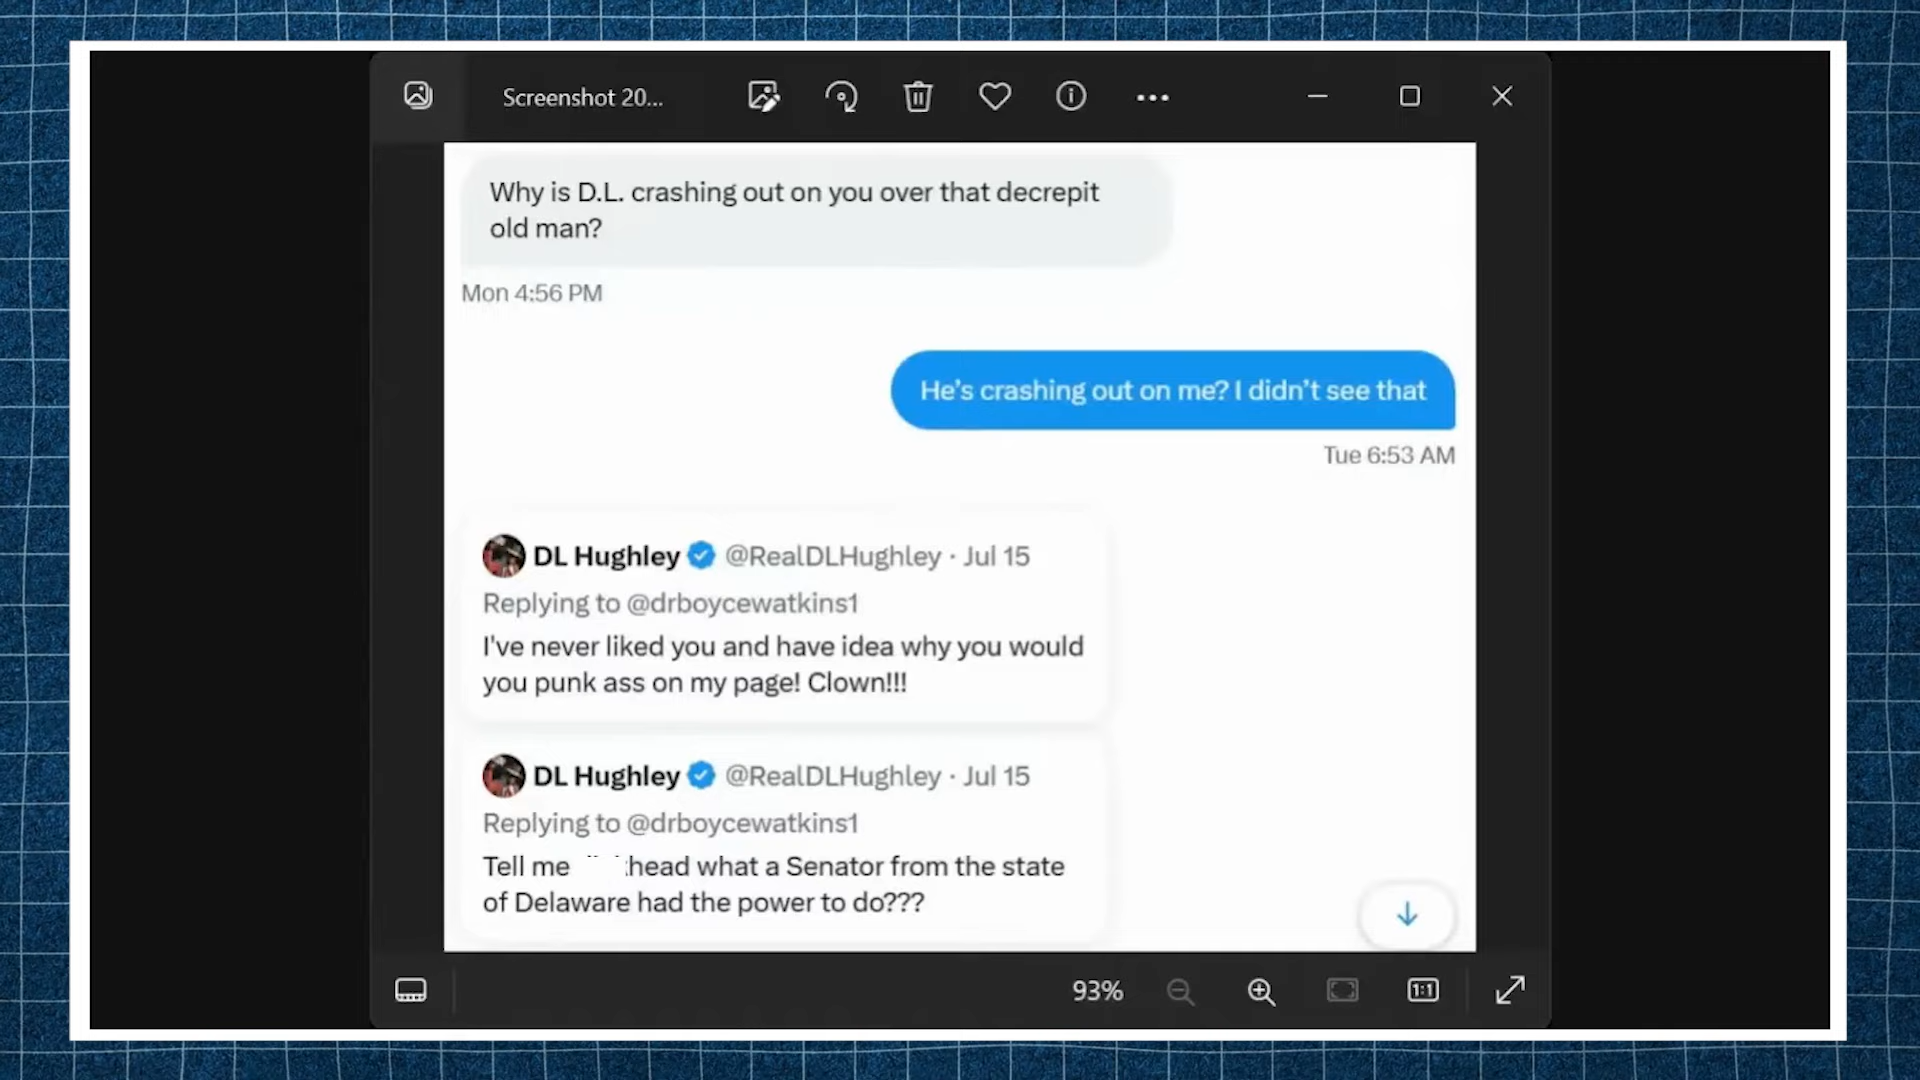 Screenshot 20...
Why is D.L. crashing out on you over that decrepit
old man?
Mon 4:56 PM
He's crashing out on me? I didn't see that
Tue 6:53 AM
DL Hughley @RealDLHughley · Jul 15
Replying to @drboycewatkins1
I've never liked you and have idea why you would
you punk ass on my page! Clown!!!
DL Hughley @RealDLHughley · Jul 15
Replying to @drboycewatkins1
Tell me head what a Senator from the state
of Delaware had the power to do???
93%
1:1